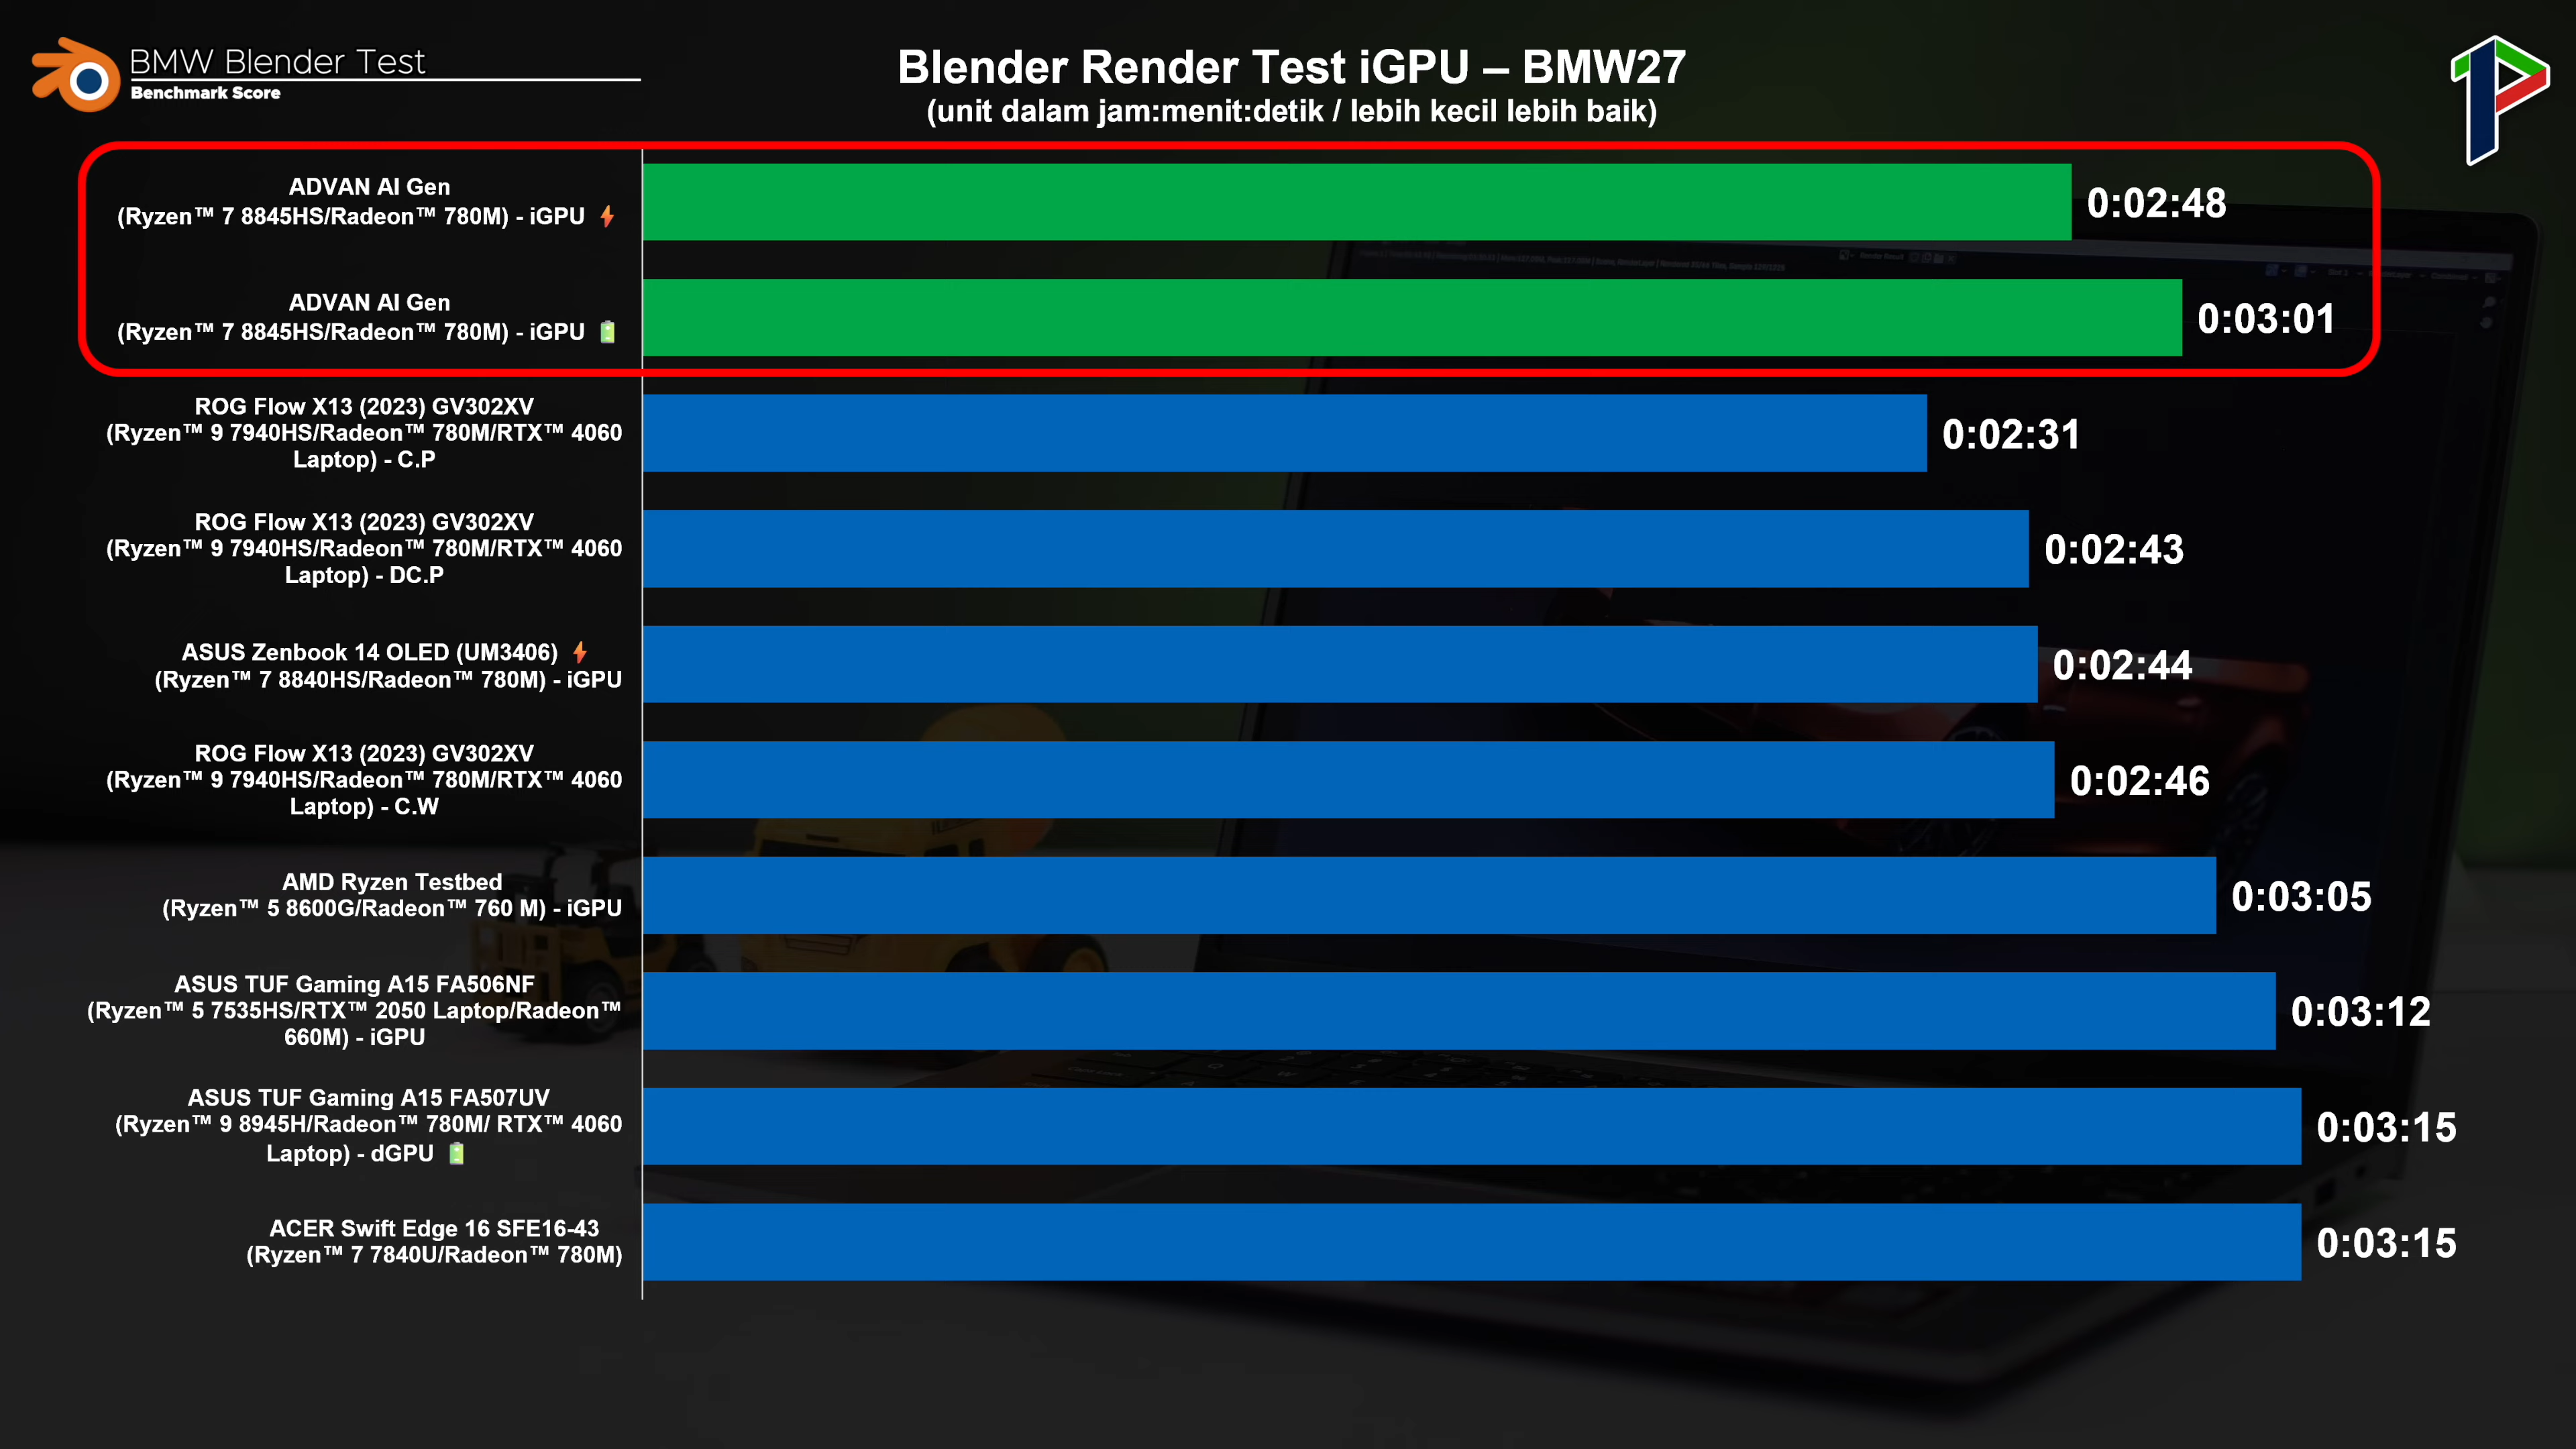 BMW Blender Test
Benchmark Score
Blender Render Test iGPU – BMW27
(unit dalam jam:menit:detik / lebih kecil lebih baik)
ADVAN AI Gen
(Ryzen™ 7 8845HS/Radeon™ 780M) - iGPU ⚡
0:02:48
ADVAN AI Gen
(Ryzen™ 7 8845HS/Radeon™ 780M) - iGPU 🔋
0:03:01
ROG Flow X13 (2023) GV302XV
(Ryzen™ 9 7940HS/Radeon™ 780M/RTX™ 4060
Laptop) - C.P
0:02:31
ROG Flow X13 (2023) GV302XV
(Ryzen™ 9 7940HS/Radeon™ 780M/RTX™ 4060
Laptop) - DC.P
0:02:43
ASUS Zenbook 14 OLED (UM3406) ⚡
(Ryzen™ 7 8840HS/Radeon™ 780M) - iGPU
0:02:44
ROG Flow X13 (2023) GV302XV
(Ryzen™ 9 7940HS/Radeon™ 780M/RTX™ 4060
Laptop) - C.W
0:02:46
AMD Ryzen Testbed
(Ryzen™ 5 8600G/Radeon™ 760 M) - iGPU
0:03:05
ASUS TUF Gaming A15 FA506NF
(Ryzen™ 5 7535HS/RTX™ 2050 Laptop/Radeon™
660M) - iGPU
0:03:12
ASUS TUF Gaming A15 FA507UV
(Ryzen™ 9 8945H/Radeon™ 780M/ RTX™ 4060
Laptop) - dGPU 🔋
0:03:15
ACER Swift Edge 16 SFE16-43
(Ryzen™ 7 7840U/Radeon™ 780M)
0:03:15